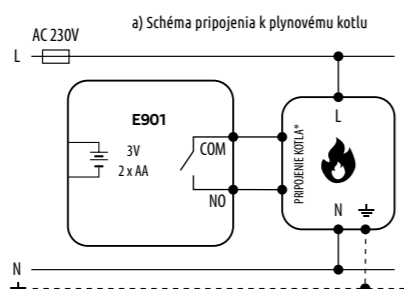 a) Schéma pripojenia k plynovému kotlu
AC 230V
L
E901
3V
2 x AA
COM
NO
PRIPOJENIE KOTLA*
L
N
N